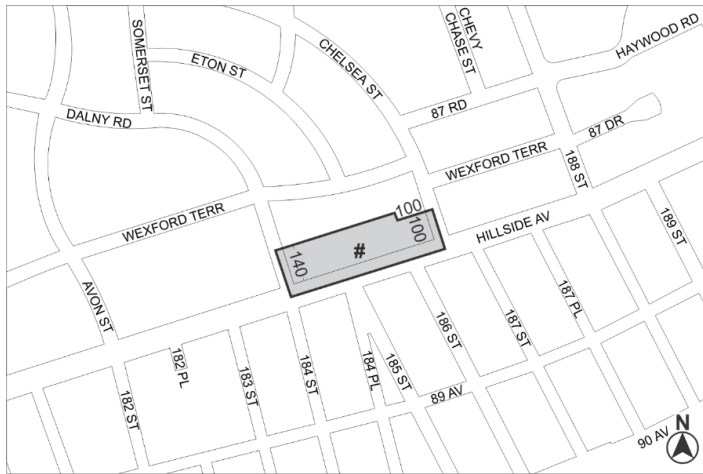 SOMERSET ST
ETON ST
CHELSEA ST
CHEVY
CHASE ST
HAYWOOD RD
DALNY RD
87 RD
87 DR
WEXFORD TERR
188 ST
WEXFORD TERR
100
100
HILLSIDE AV
189 ST
#
140
AVON ST
187 PL
186 ST
187 ST
182 PL
183 ST
184 ST
184 PL
185 ST
182 ST
89 AV
90 AV
N